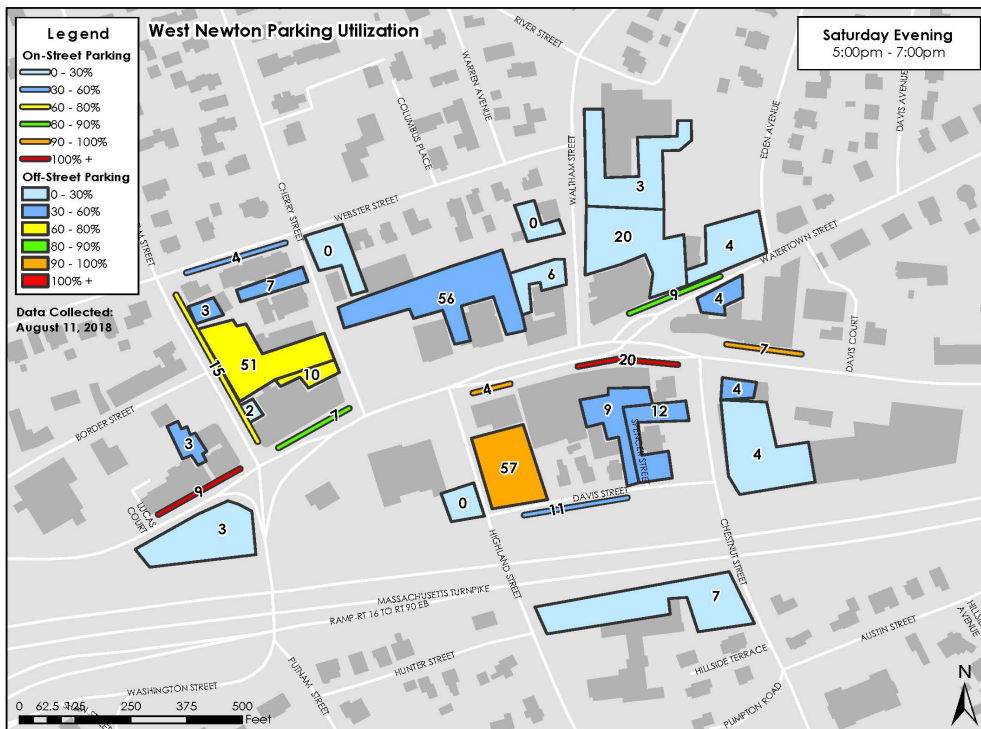 West Newton Parking Utilization
Saturday Evening
5:00pm - 7:00pm
Legend
On-Street Parking
0 - 30%
30 - 60%
60 - 80%
80 - 90%
90 - 100%
100% +
Off-Street Parking
0 - 30%
30 - 60%
60 - 80%
80 - 90%
90 - 100%
100% +
Data Collected:
August 11, 2018
RIVER STREET
WARREN AVENUE
COLUMBUS PLACE
WALTHAM STREET
EDEN AVENUE
DAVIS AVENUE
CHERRY STREET
WEBSTER STREET
WATERTOWN STREET
STREET
BORDER STREET
DAVIS COURT
SPENCER STREET
DAVIS STREET
LUCAS
COURT
HIGHLAND STREET
CHESTNUT STREET
MASSACHUSETTS TURNPIKE
RAMP-RT 16 TO RT 90 EB
HUNTER STREET
PUTNAM STREET
WASHINGTON STREET
HILLSIDE TERRACE
AUSTIN STREET
AVENUE
PLIMPTON ROAD
3
0
0
20
4
4
6
7
56
9
4
3
15
51
10
7
20
4
4
2
7
9
12
3
57
4
9
0
11
3
7
0 62.5 125 250 375 500
Feet
N